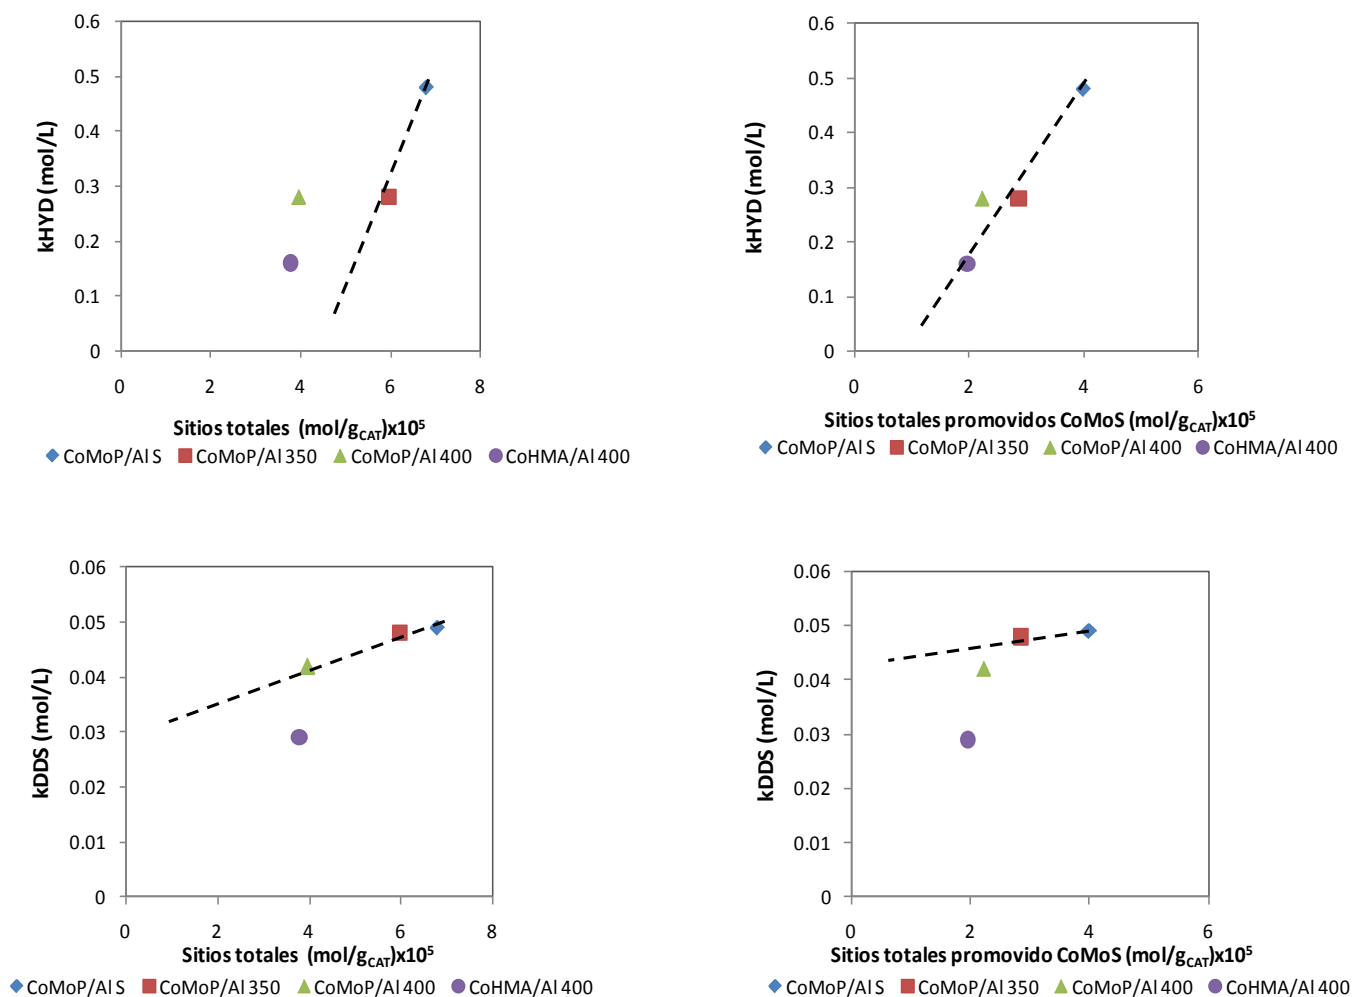 0.6
0.5
0.4
0.3
0.2
0.1
0
kHYD (mol/L)
0 2 4 6 8
Sitios totales (mol/gCAT)x10⁵
CoMoP/Al S CoMoP/Al 350 CoMoP/Al 400 CoHMA/Al 400
0.6
0.5
0.4
0.3
0.2
0.1
0
kHYD (mol/L)
0 2 4 6
Sitios totales promovidos CoMoS (mol/gCAT)x10⁵
CoMoP/Al S CoMoP/Al 350 CoMoP/Al 400 CoHMA/Al 400
0.06
0.05
0.04
0.03
0.02
0.01
0
kDDS (mol/L)
0 2 4 6 8
Sitios totales (mol/gCAT)x10⁵
CoMoP/Al S CoMoP/Al 350 CoMoP/Al 400 CoHMA/Al 400
0.06
0.05
0.04
0.03
0.02
0.01
0
kDDS (mol/L)
0 2 4 6
Sitios totales promovido CoMoS (mol/gCAT)x10⁵
CoMoP/Al S CoMoP/Al 350 CoMoP/Al 400 CoHMA/Al 400